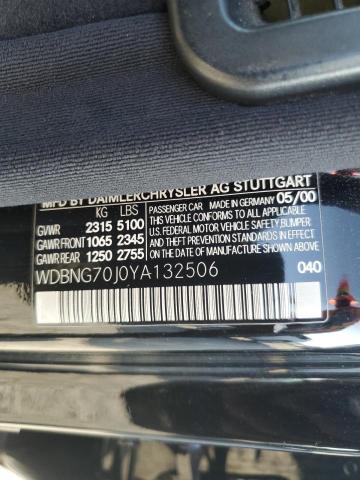 MFD BY DAIMLERCHRYSLER AG STUTTGART
KG LBS PASSENGER CAR MADE IN GERMANY 05/00
GVWR 2315 5100 THIS VEHICLE CONFORMS TO ALL APPLICABLE
GAWR FRONT 1065 2345 U.S. FEDERAL MOTOR VEHICLE SAFETY, BUMPER
GAWR REAR 1250 2755 AND THEFT PREVENTION STANDARDS IN EFFECT
ON THE DATE OF MANUFACTURE SHOWN ABOVE
WDBNG70J0YA132506 040